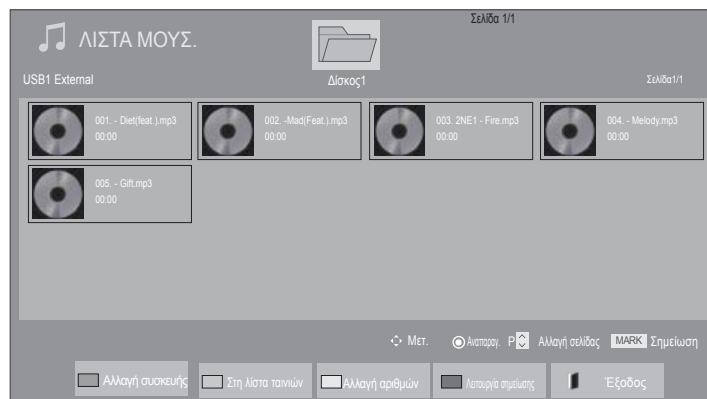 Σελίδα 1/1
ΛΙΣΤΑ ΜΟΥΣ.
USB1 External
Δίσκος1
Σελίδα1/1
001. - Diet(feat.).mp3
00:00
002. -Mad(Feat.).mp3
00:00
003. 2NE1 - Fire.mp3
00:00
004. - Melody.mp3
00:00
005. - Gift.mp3
00:00
Μετ. Αναπαραγ. P Αλλαγή σελίδας MARK Σημείωση
Αλλαγή συσκευής Στη λίστα ταινιών Αλλαγή αριθμών Λειτουργία σημείωσης Έξοδος